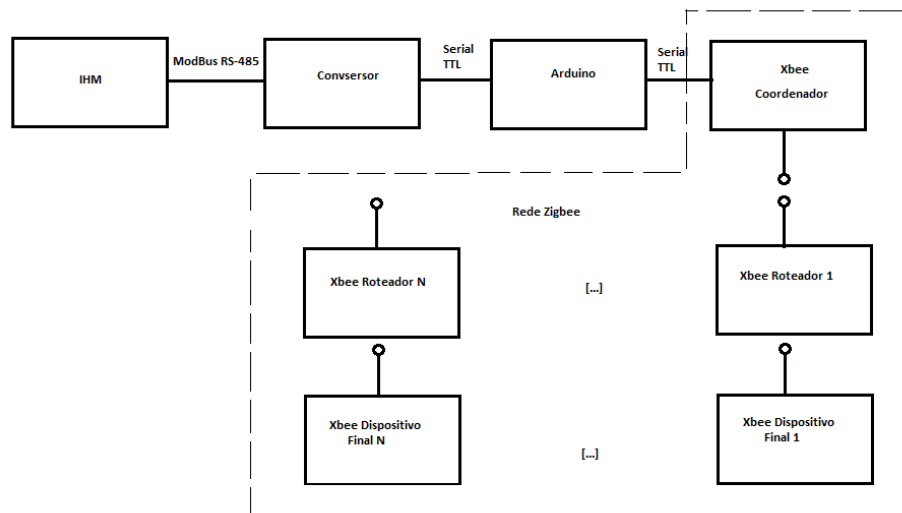 IHM
ModBus RS-485
Convsersor
Serial
TTL
Arduino
Serial
TTL
Xbee
Coordenador
Rede Zigbee
Xbee Roteador N
[...]
Xbee Roteador 1
Xbee Dispositivo
Final N
[...]
Xbee Dispositivo
Final 1